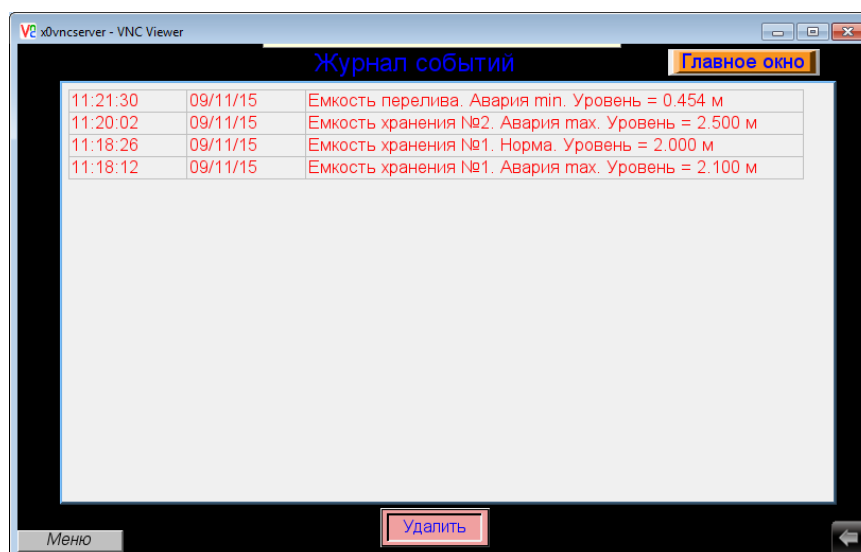 V2 x0vncserver - VNC Viewer
Журнал событий
Главное окно
11:21:30 09/11/15 Емкость перелива. Авария min. Уровень = 0.454 м
11:20:02 09/11/15 Емкость хранения №2. Авария max. Уровень = 2.500 м
11:18:26 09/11/15 Емкость хранения №1. Норма. Уровень = 2.000 м
11:18:12 09/11/15 Емкость хранения №1. Авария max. Уровень = 2.100 м
Удалить
Меню